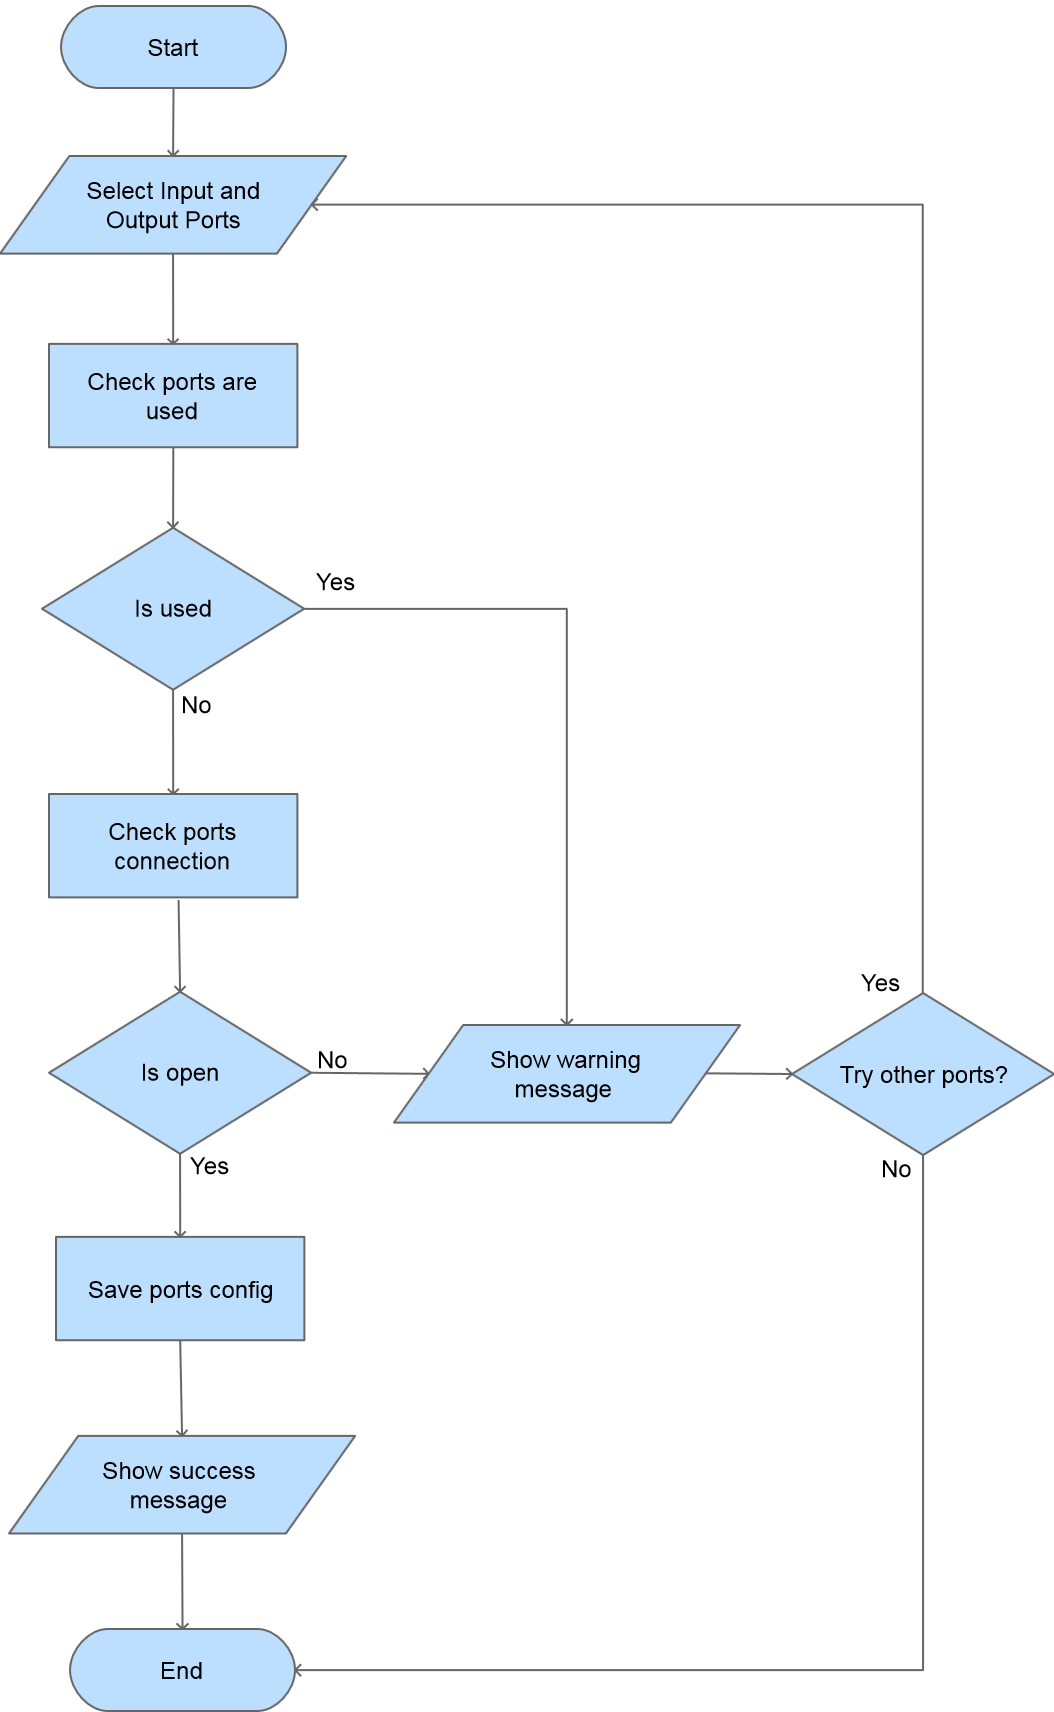 Start
Select Input and
Output Ports
Check ports are
used
Yes
Is used
No
Check ports
connection
Yes
No
Show warning
message
Is open
Try other ports?
Yes
No
Save ports config
Show success
message
End